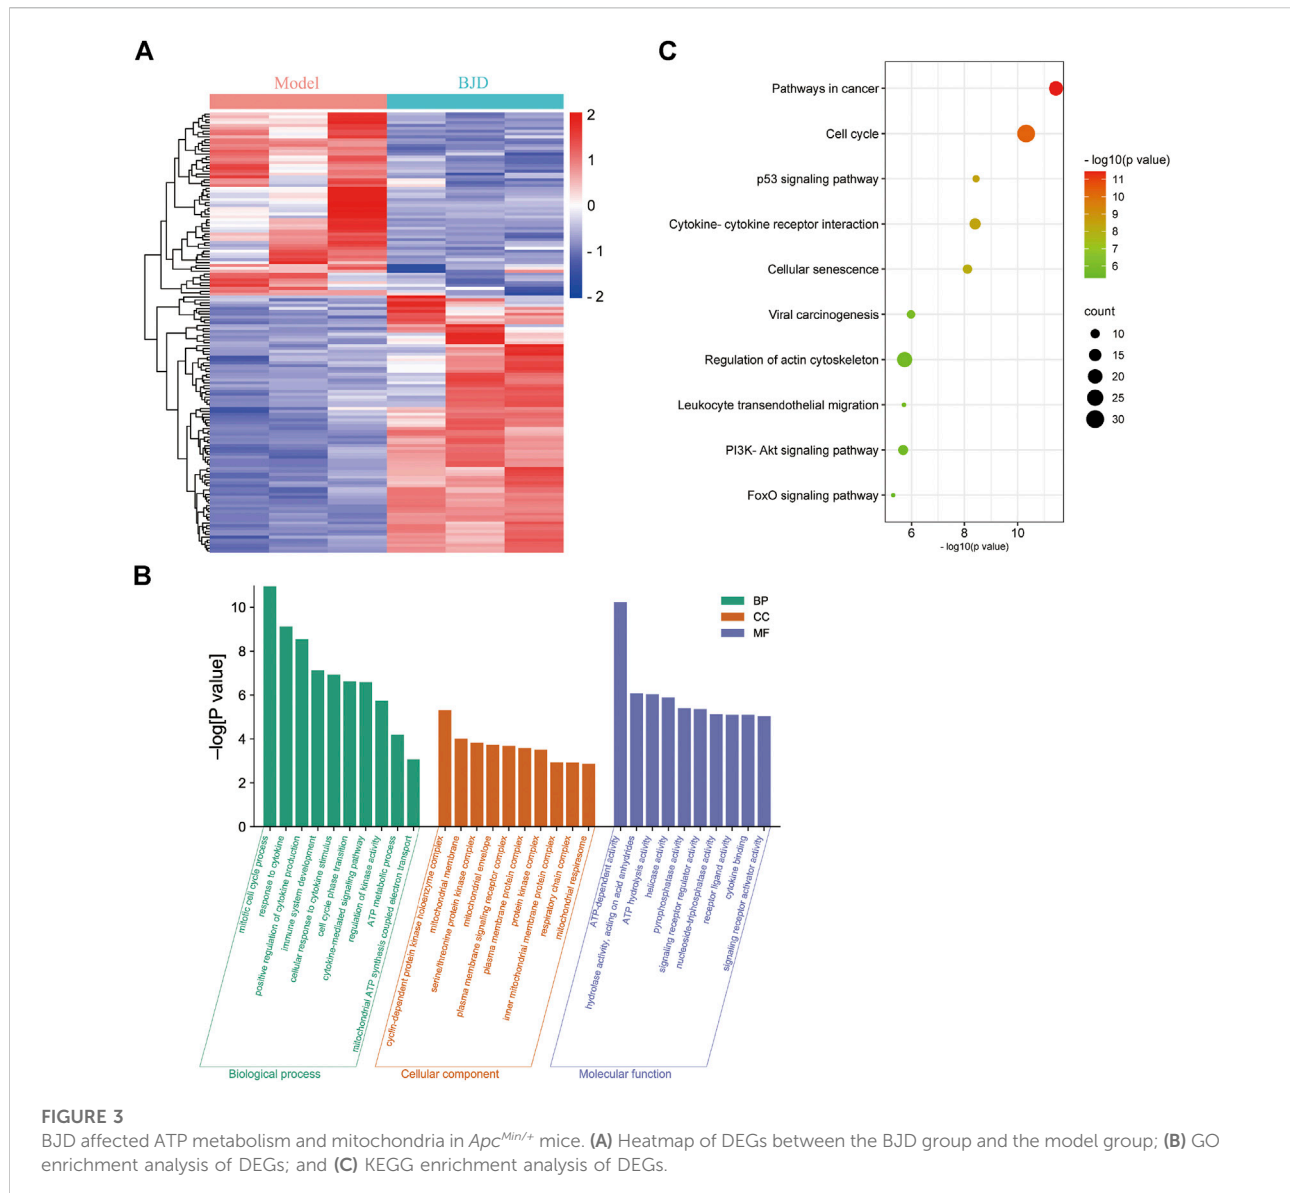 A
Model
BJD
2
1
0
- 1
- 2
C
Pathways in cancer
Cell cycle
p53 signaling pathway
Cytokine- cytokine receptor interaction
Cellular senescence
Viral carcinogenesis
Regulation of actin cytoskeleton
Leukocyte transendothelial migration
PI3K- Akt signaling pathway
FoxO signaling pathway
6
8
10
- log10(p value)
- log10(p value)
11
10
9
8
7
6
count
10
15
20
25
30
B
−log[P value]
10
8
6
4
2
0
BP
CC
MF
mitotic cell cycle process
response to cytokine
positive regulation of cytokine production
immune system development
cellular response to cytokine stimulus
cell cycle phase transition
cytokine-mediated signaling pathway
regulation of kinase activity
ATP metabolic process
mitochondrial ATP synthesis coupled electron transport
Biological process
cyclin-dependent protein kinase holoenzyme complex
mitochondrial membrane
serine/threonine protein kinase complex
mitochondrial envelope
plasma membrane signaling receptor complex
plasma membrane protein complex
protein kinase complex
inner mitochondrial membrane protein complex
respiratory chain complex
mitochondrial respirasome
Cellular component
ATP-dependent activity
hydrolase activity, acting on acid anhydrides
ATP hydrolysis activity
helicase activity
pyrophosphatase activity
signaling receptor regulator activity
nucleoside-triphosphatase activity
receptor ligand activity
cytokine binding
signaling receptor activator activity
Molecular function
FIGURE 3
BJD affected ATP metabolism and mitochondria in Apc^Min/+ mice. (A) Heatmap of DEGs between the BJD group and the model group; (B) GO
enrichment analysis of DEGs; and (C) KEGG enrichment analysis of DEGs.